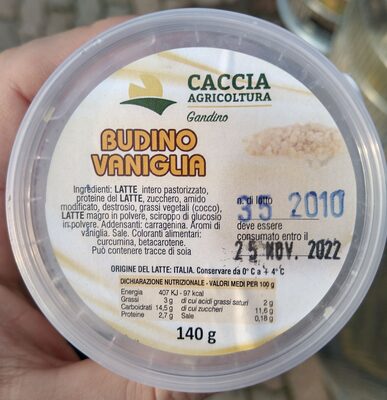 CACCIA
AGRICOLTURA
Gandino
BUDINO
VANIGLIA
Ingredienti: LATTE intero pastorizzato,
proteine del LATTE, zucchero, amido
modificato, destrosio, grassi vegetali (cocco),
LATTE magro in polvere, sciroppo di glucosio
in polvere. Addensanti: carragenina. Aromi di
vaniglia. Sale. Coloranti alimentari:
curcumina, betacarotene.
Può contenere tracce di soia
n. di lotto
35 2010
deve essere
consumato entro il
25 NOV. 2022
ORIGINE DEL LATTE: ITALIA. Conservare da 0° C a + 4° C
DICHIARAZIONE NUTRIZIONALE - VALORI MEDI PER 100 g
Energia 407 KJ - 97 kcal
Grassi 3 g di cui acidi grassi saturi 2 g
Carboidrati 14,5 g di cui zuccheri 11,6 g
Proteine 2,7 g Sale 0,18 g
140 g